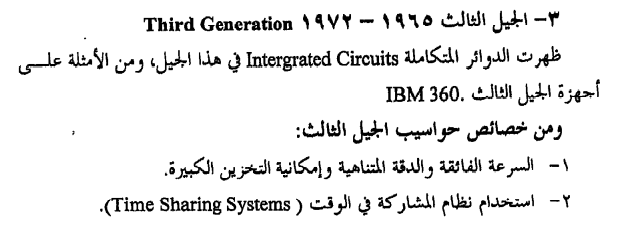 ٣- الجيل الثالث ١٩٦٥ – ١٩٧٢ Third Generation
ظهرت الدوائر المتكاملة Intergrated Circuits في هذا الجيل، ومن الأمثلة علـــى
أجهزة الجيل الثالث .IBM 360
ومن خصائص حواسيب الجيل الثالث:
١- السرعة الفائقة والدقة المتناهية وإمكانية التخزين الكبيرة.
٢- استخدام نظام المشاركة في الوقت ( Time Sharing Systems).